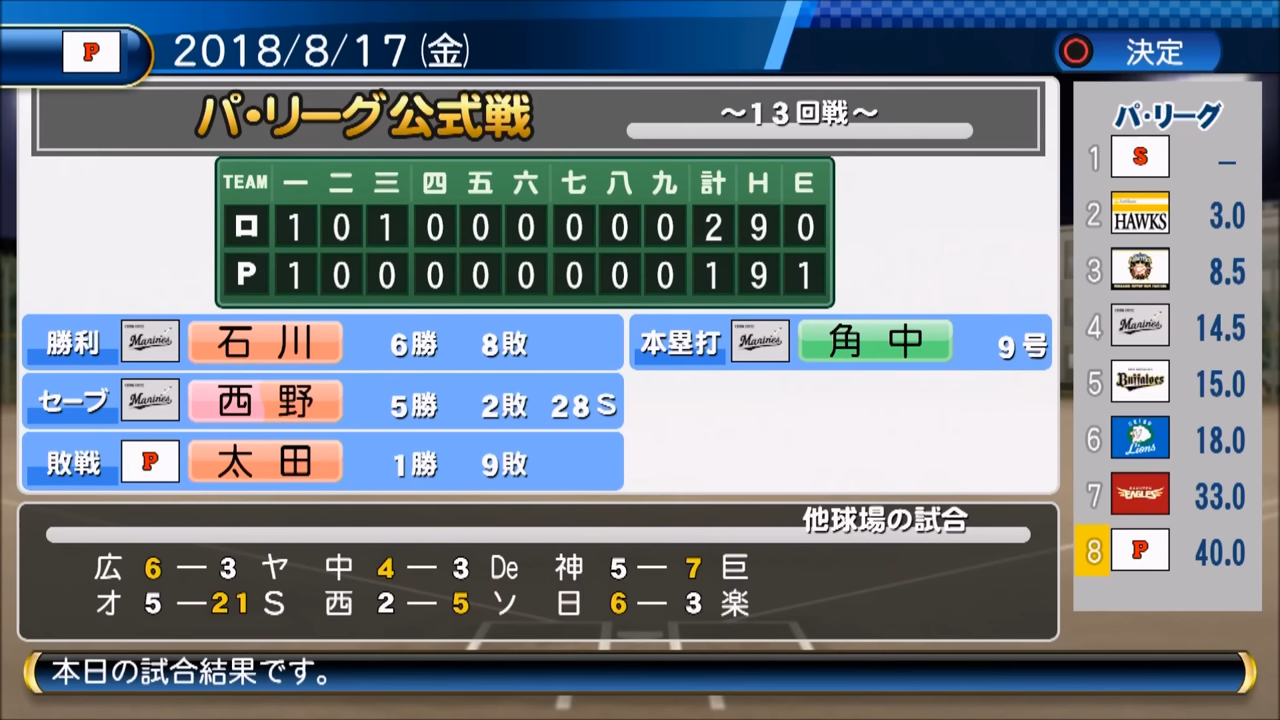 P 2018/8/17(金) 決定
パ・リーグ公式戦 ～13回戦～
TEAM 一 二 三 四 五 六 七 八 九 計 H E
ロ 1 0 1 0 0 0 0 0 0 2 9 0
P 1 0 0 0 0 0 0 0 0 1 9 1
勝利 Marines 石川 6勝 8敗
本塁打 Marines 角中 9号
セーブ Marines 西野 5勝 2敗 28S
敗戦 P 太田 1勝 9敗
他球場の試合
広 6 ― 3 ヤ 中 4 ― 3 De 神 5 ― 7 巨
オ 5 ― 21 S 西 2 ― 5 ソ 日 6 ― 3 楽
パ・リーグ
1 S ―
2 HAWKS 3.0
3 8.5
4 Marines 14.5
5 Buffaloes 15.0
6 Lions 18.0
7 EAGLES 33.0
8 P 40.0
本日の試合結果です。